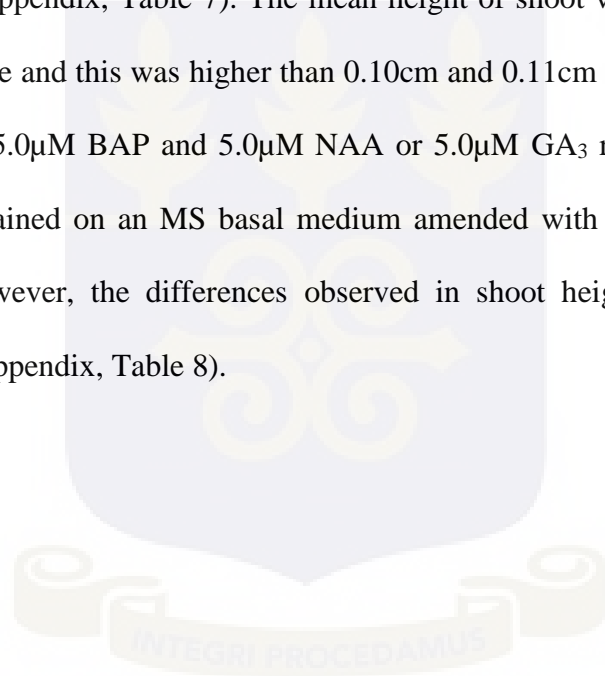 ppendix, Table 7). The mean height of shoot
e and this was higher than 0.10cm and 0.11cm
5.0µM BAP and 5.0µM NAA or 5.0µM GA₃
ained on an MS basal medium amended with
wever, the differences observed in shoot
ppendix, Table 8).
INTEGRI PROCEDAMUS